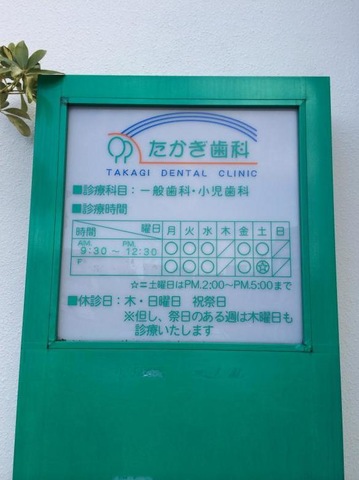 たかぎ歯科
TAKAGI DENTAL CLINIC
■診療科目：一般歯科・小児歯科
■診療時間
時間 曜日 月 火 水 木 金 土 日
AM. 9:30 ～ PM. 12:30 ○ ○ ○ ／ ○ ○ ／
○ ○ ○ ／ ○ ☆ ／
☆=土曜日はPM.2:00～PM.5:00まで
■休診日：木・日曜日 祝祭日
※但し、祭日のある週は木曜日も
診療いたします